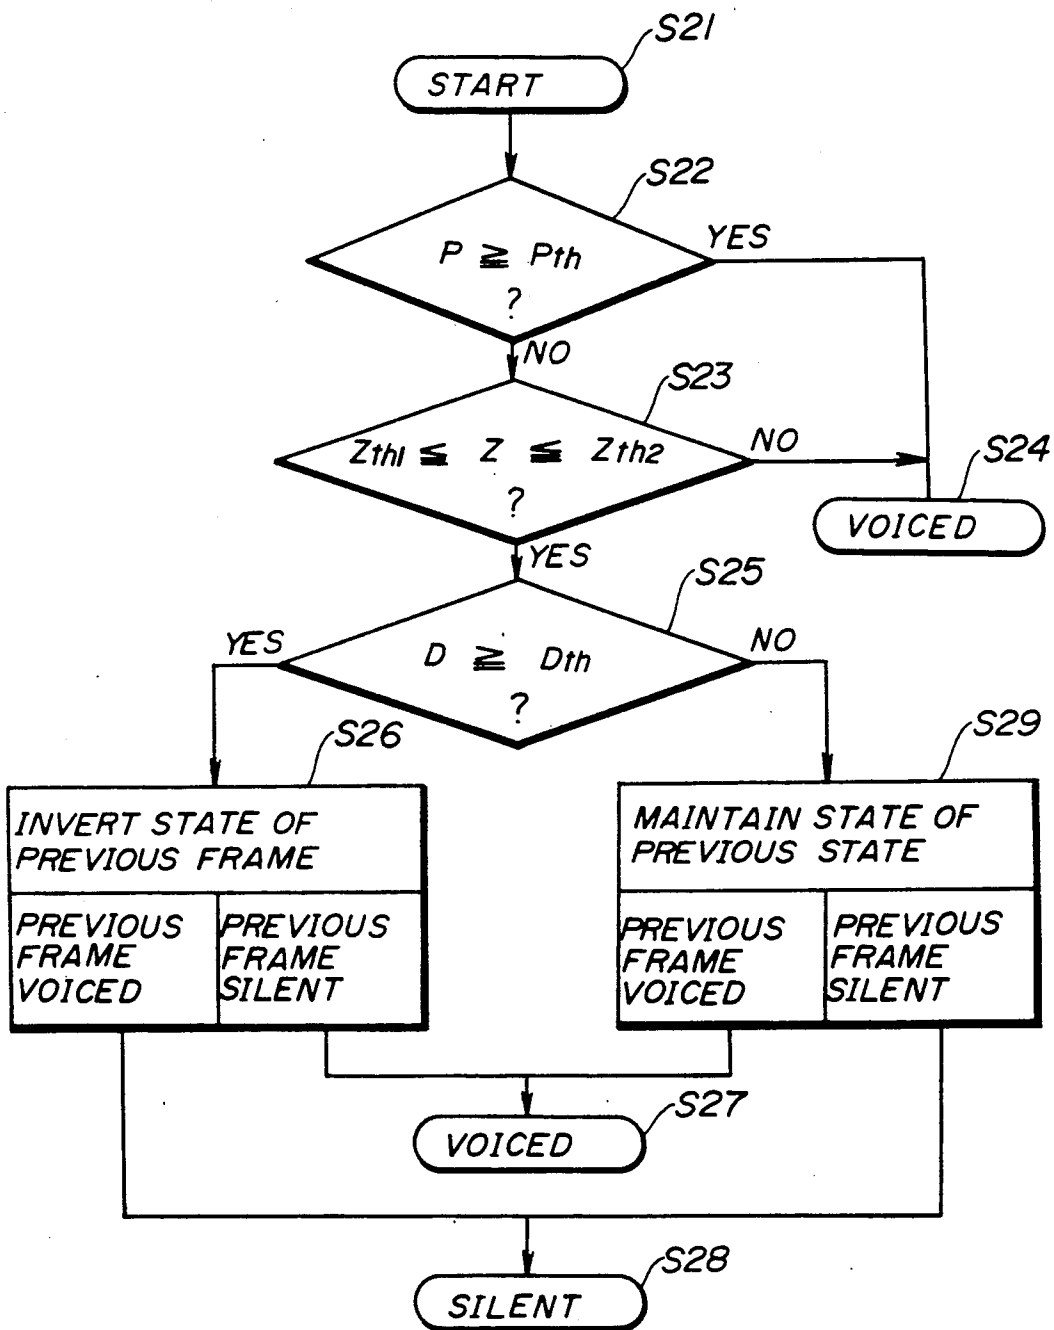 S21
START
S22
P ≧ Pth
?
YES
NO
S23
Zth1 ≦ Z ≦ Zth2
?
NO
S24
VOICED
YES
S25
D ≧ Dth
?
YES
NO
S26
INVERT STATE OF
PREVIOUS FRAME
PREVIOUS
FRAME
VOICED
PREVIOUS
FRAME
SILENT
S29
MAINTAIN STATE OF
PREVIOUS STATE
PREVIOUS
FRAME
VOICED
PREVIOUS
FRAME
SILENT
S27
VOICED
S28
SILENT